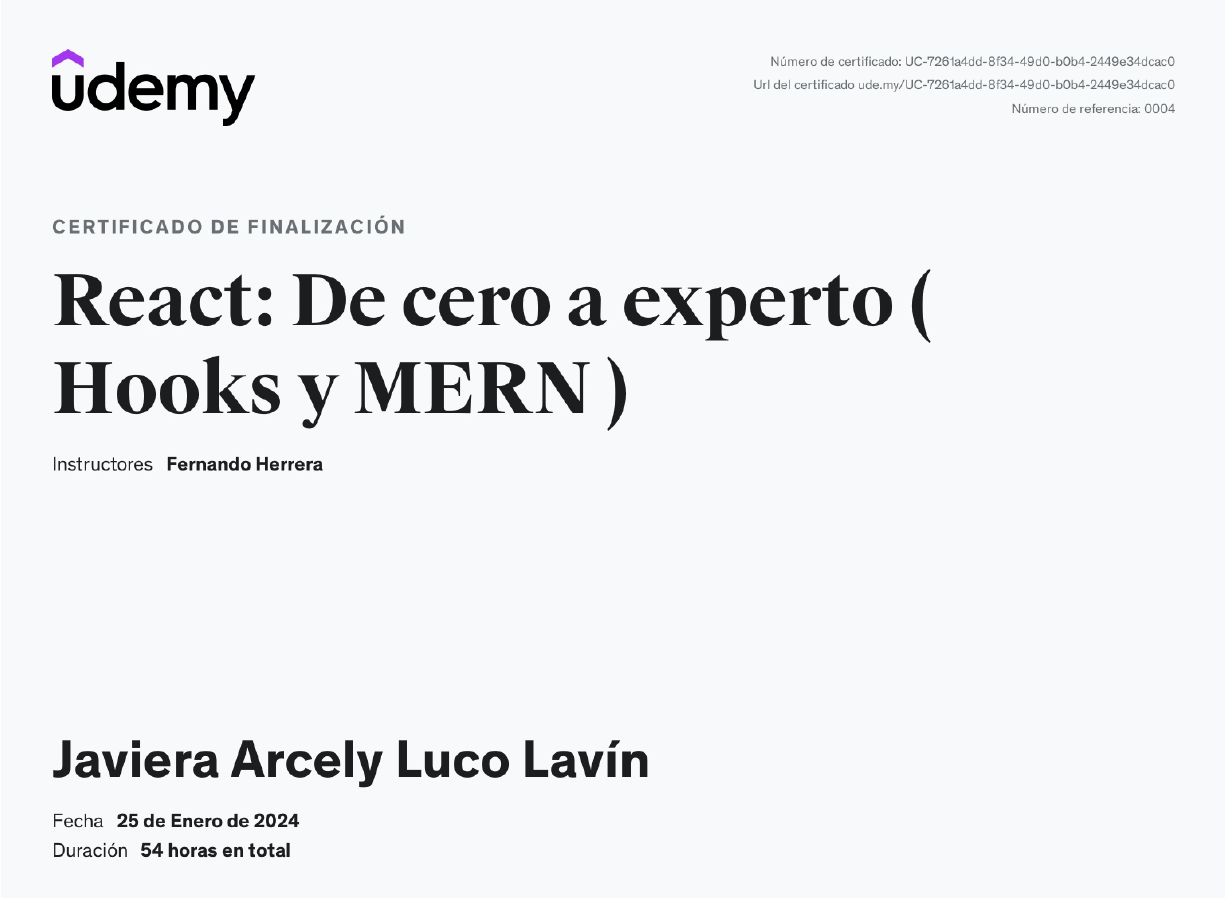 udemy
Número de certificado: UC-7261a4dd-8f34-49d0-b0b4-2449e34dcac0
Url del certificado ude.my/UC-7261a4dd-8f34-49d0-b0b4-2449e34dcac0
Número de referencia: 0004
CERTIFICADO DE FINALIZACIÓN
React: De cero a experto (
Hooks y MERN )
Instructores Fernando Herrera
Javiera Arcely Luco Lavín
Fecha 25 de Enero de 2024
Duración 54 horas en total